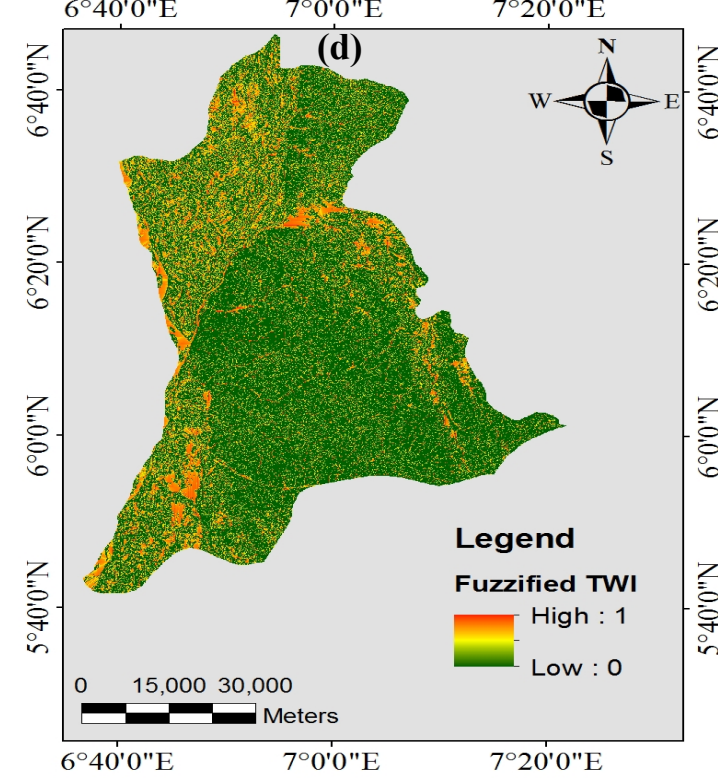 6°40'0"E 7°0'0"E 7°20'0"E
(d)
N
W E
S
6°40'0"N 6°40'0"N
6°20'0"N 6°20'0"N
6°0'0"N 6°0'0"N
5°40'0"N 5°40'0"N
Legend
Fuzzified TWI
High : 1
Low : 0
0 15,000 30,000
Meters
6°40'0"E 7°0'0"E 7°20'0"E